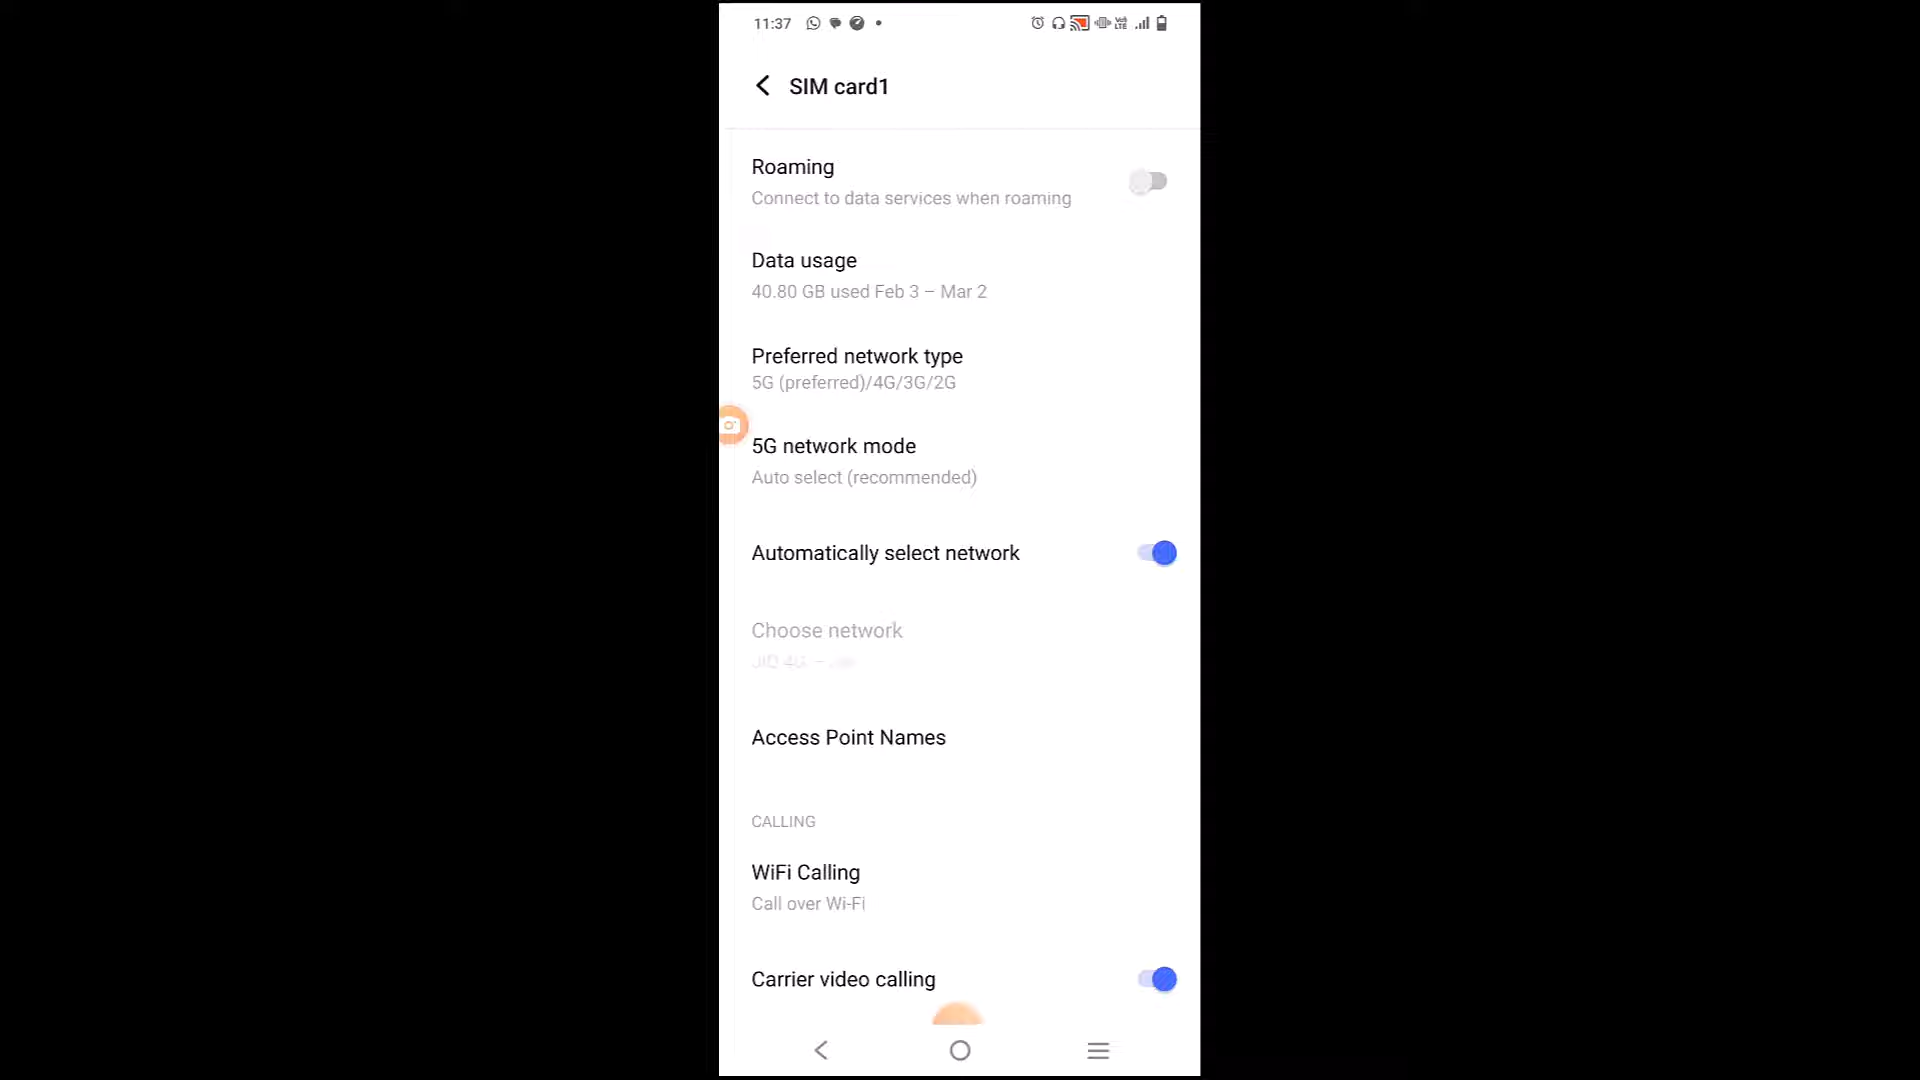 11:37
SIM card1
Roaming
Connect to data services when roaming
Data usage
40.80 GB used Feb 3 – Mar 2
Preferred network type
5G (preferred)/4G/3G/2G
5G network mode
Auto select (recommended)
Automatically select network
Choose network
Access Point Names
CALLING
WiFi Calling
Call over Wi-Fi
Carrier video calling